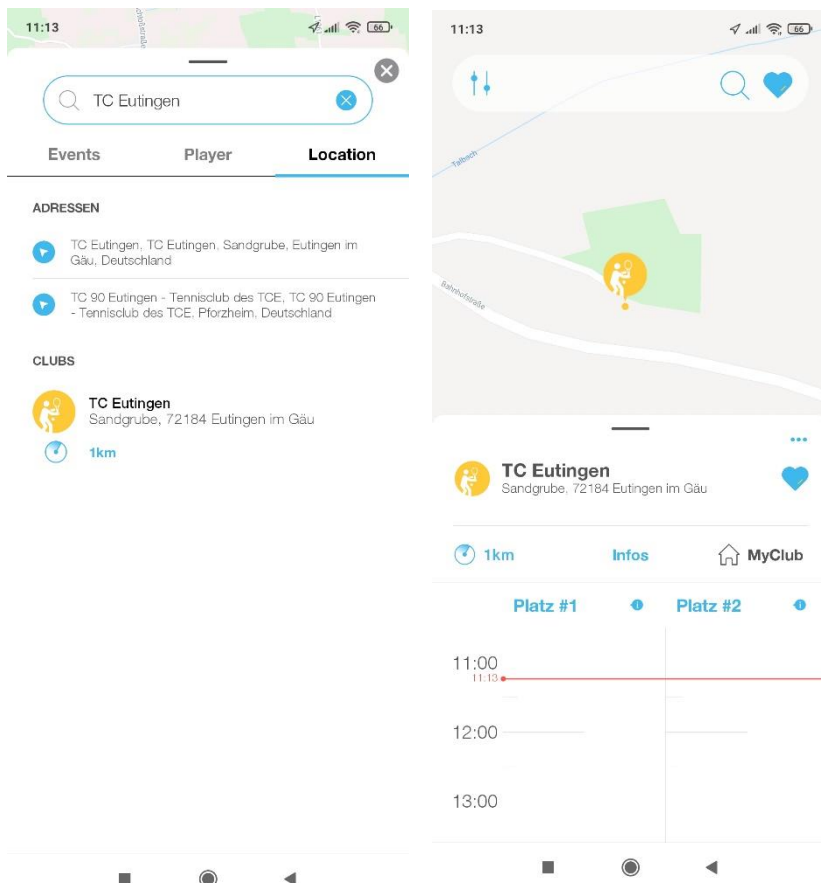 11:13
66
TC Eutingen
Events
Player
Location
ADRESSEN
TC Eutingen, TC Eutingen, Sandgrube, Eutingen im
Gäu, Deutschland
TC 90 Eutingen - Tennisclub des TCE, TC 90 Eutingen
- Tennisclub des TCE, Pforzheim, Deutschland
CLUBS
TC Eutingen
Sandgrube, 72184 Eutingen im Gäu
1km
11:13
66
Talbach
Bahnhofstraße
TC Eutingen
Sandgrube, 72184 Eutingen im Gäu
1km
Infos
MyClub
Platz #1
Platz #2
11:00
11:13
12:00
13:00